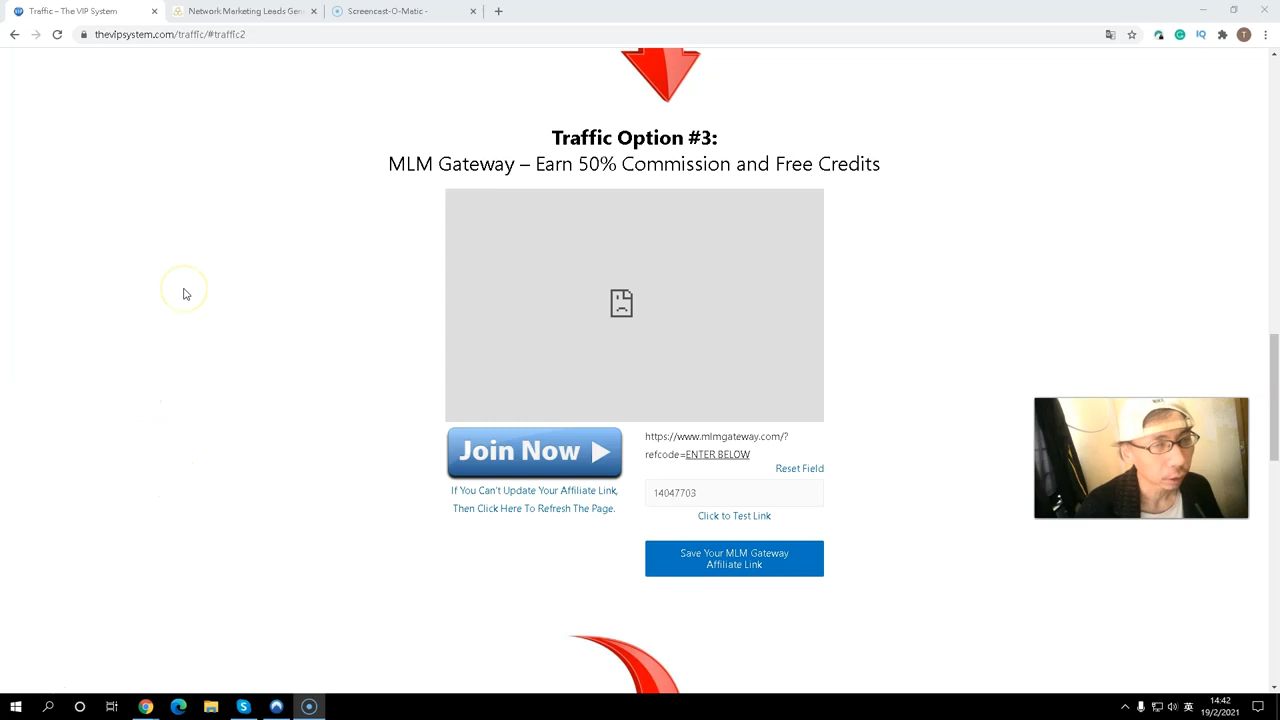 Traffic – The VIP System
Network Marketing Leads Gen
Screencast-O-Matic -
thevipsystem.com/traffic/#traffic2
T
Traffic Option #3:
MLM Gateway – Earn 50% Commission and Free Credits
Join Now
https://www.mlmgateway.com/?
refcode=ENTER BELOW
Reset Field
If You Can't Update Your Affiliate Link,
Then Click Here To Refresh The Page.
14047703
Click to Test Link
Save Your MLM Gateway
Affiliate Link
英
14:42
19/2/2021